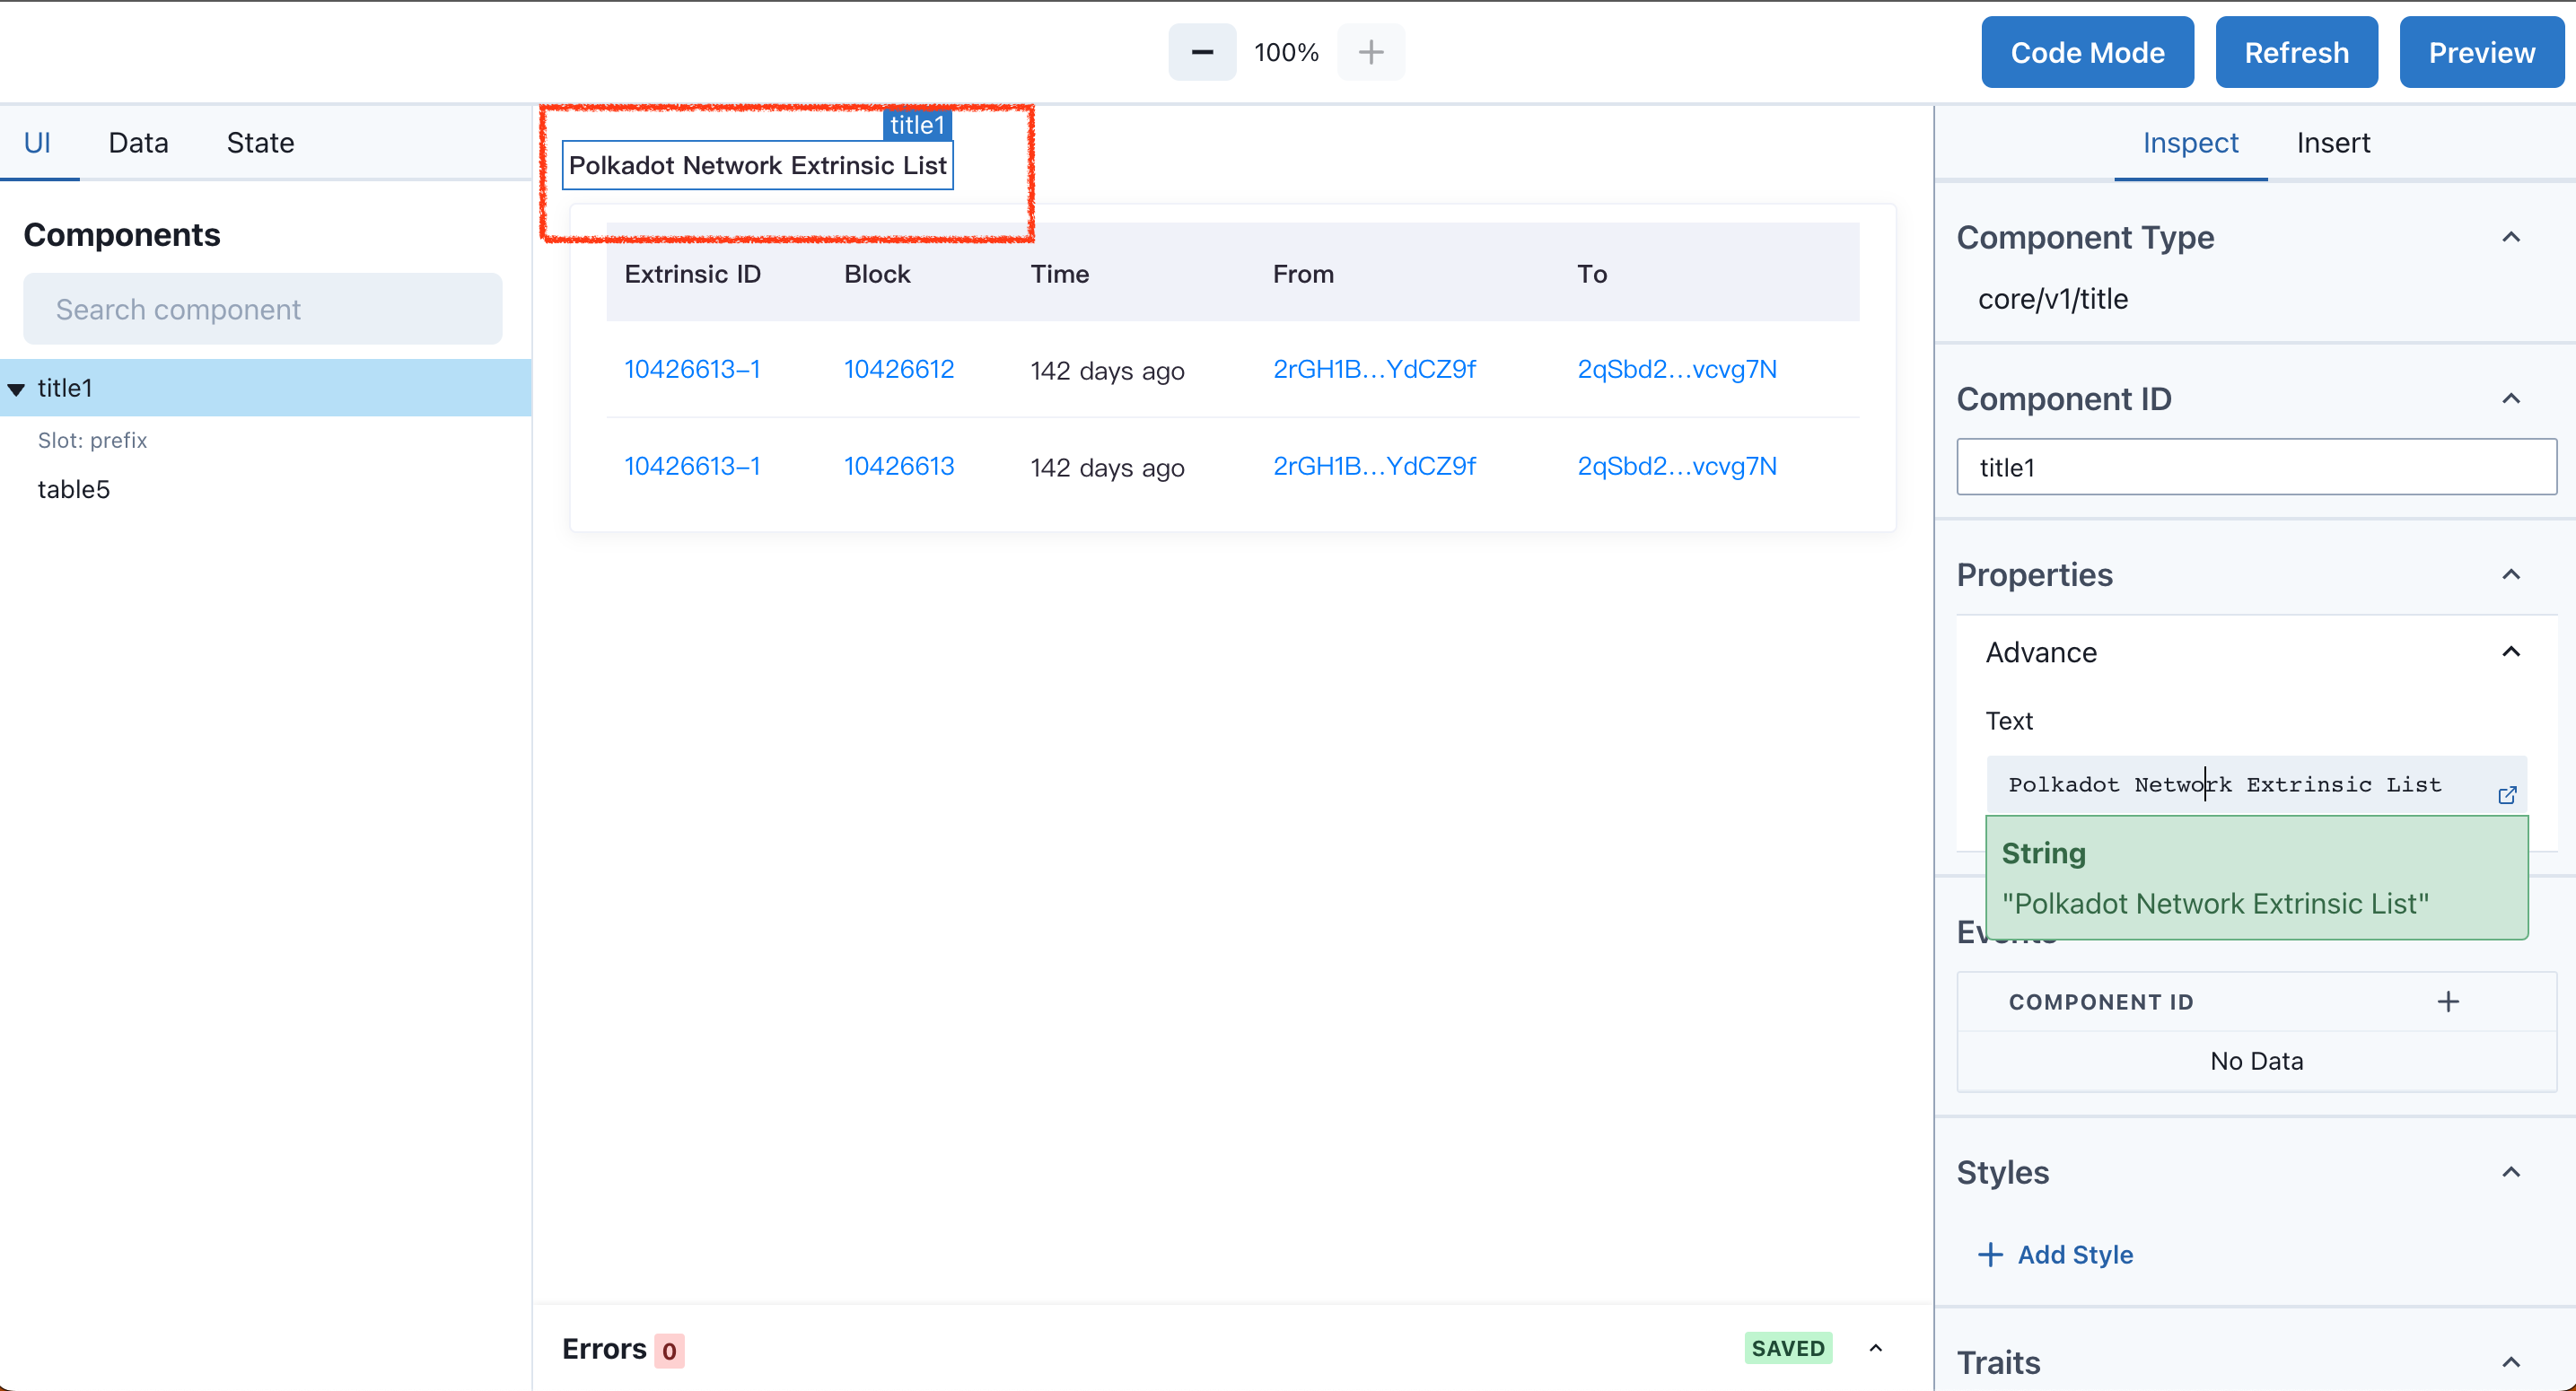 100%
Code Mode Refresh Preview
UI Data State
Components
Search component
title1
Slot: prefix
table5
title1
Polkadot Network Extrinsic List
Extrinsic ID Block Time From To
10426613-1 10426612 142 days ago 2rGH1B...YdCZ9f 2qSbd2...vcvg7N
10426613-1 10426613 142 days ago 2rGH1B...YdCZ9f 2qSbd2...vcvg7N
Errors 0 SAVED
Inspect Insert
Component Type
core/v1/title
Component ID
title1
Properties
Advance
Text
Polkadot Network Extrinsic List
String
"Polkadot Network Extrinsic List"
Events
COMPONENT ID
No Data
Styles
Add Style
Traits